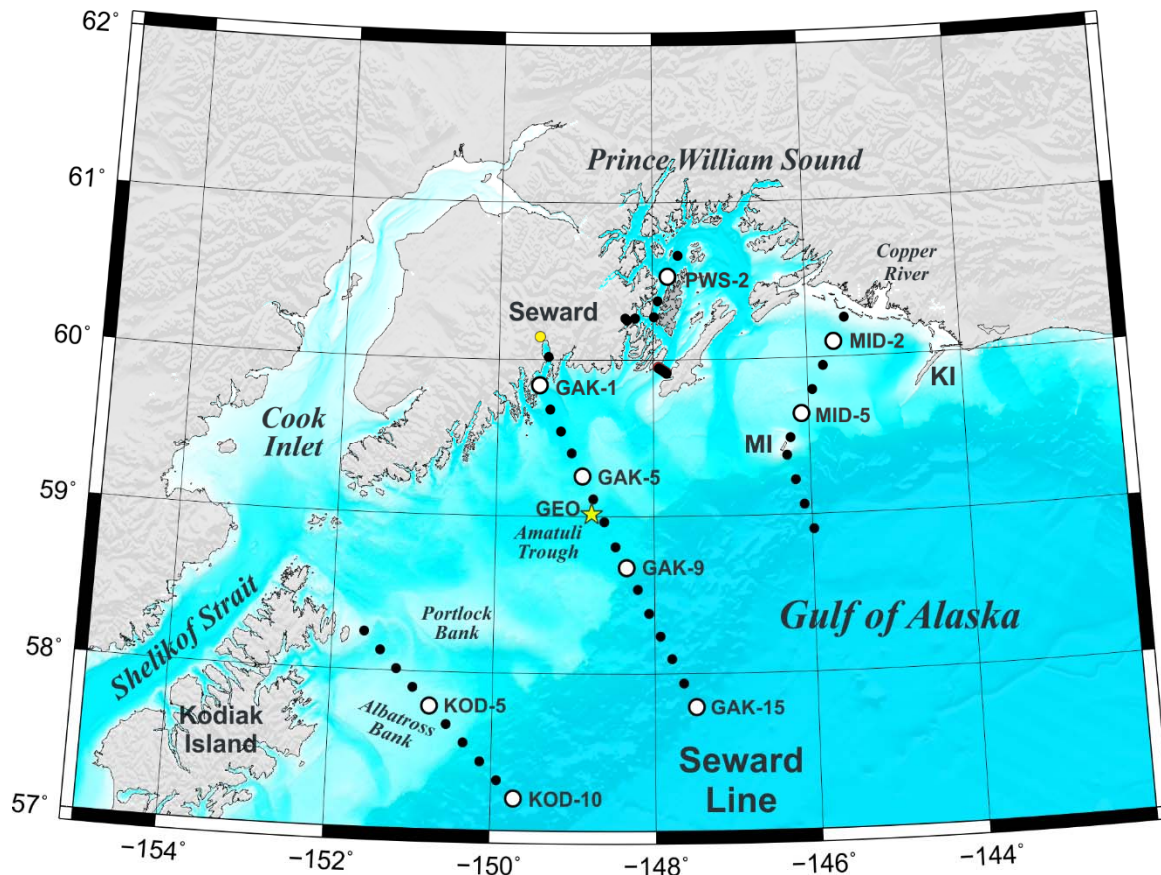 62°
61°
60°
59°
58°
57°
Prince William Sound
Copper
River
PWS-2
Seward
MID-2
KI
GAK-1
MID-5
Cook
Inlet
MI
GAK-5
GEO
Amatuli
Trough
GAK-9
Shelikof Strait
Portlock
Bank
Gulf of Alaska
Kodiak
Island
KOD-5
Albatross
Bank
GAK-15
Seward
Line
KOD-10
−154°
−152°
−150°
−148°
−146°
−144°